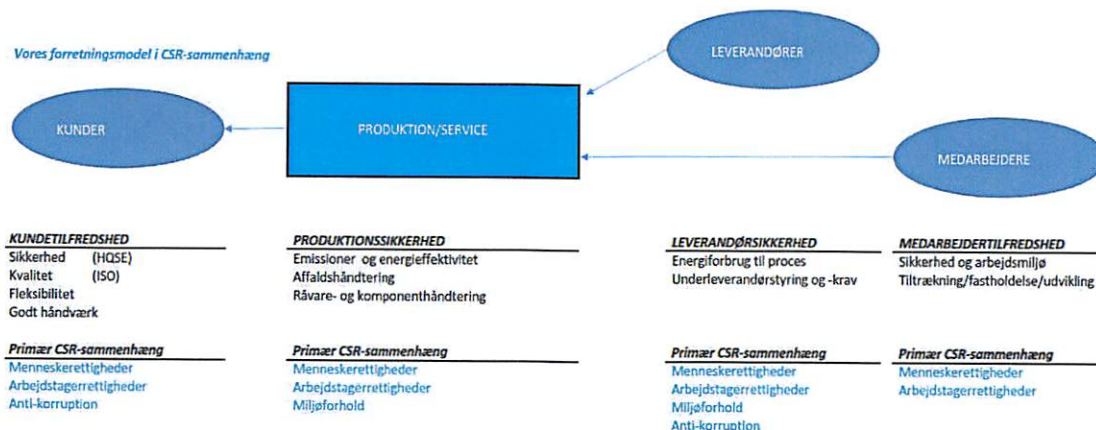 Vores forretningsmodel i CSR-sammenhæng
LEVERANDØRER
KUNDER
PRODUKTION/SERVICE
MEDARBEJDERE
KUNDETILFREDSHED
Sikkerhed (HQSE)
Kvalitet (ISO)
Fleksibilitet
Godt håndværk
Primær CSR-sammenhæng
Menneskerettigheder
Arbejdstagerrettigheder
Anti-korruption
PRODUKTIONSSIKKERHED
Emissioner og energieffektivitet
Affaldshåndtering
Råvare- og komponenthåndtering
Primær CSR-sammenhæng
Menneskerettigheder
Arbejdstagerrettigheder
Miljøforhold
LEVERANDØRSIKKERHED
Energiforbrug til proces
Underleverandørstyring og -krav
Primær CSR-sammenhæng
Menneskerettigheder
Arbejdstagerrettigheder
Miljøforhold
Anti-korruption
MEDARBEJDERTILFREDSHED
Sikkerhed og arbejdsmiljø
Tiltrækning/fastholdelse/udvikling
Primær CSR-sammenhæng
Menneskerettigheder
Arbejdstagerrettigheder